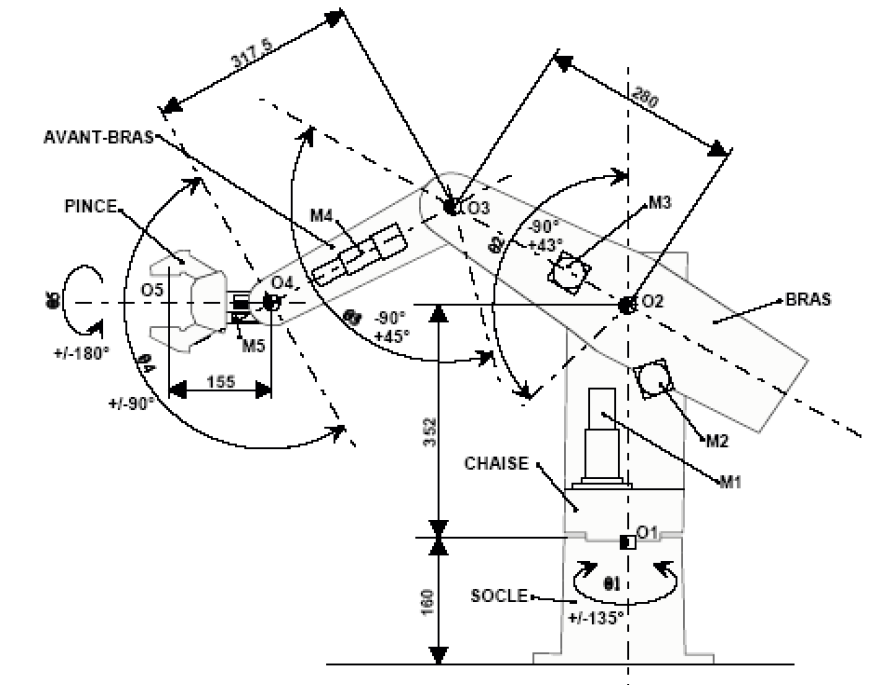 317,5
280
AVANT-BRAS
PINCE
M4
O3
-90°
+43°
M3
θ2
O5
O4
θ5
O2
BRAS
θ3
-90°
+45°
M5
+/-180°
θ4
155
+/-90°
352
M2
CHAISE
M1
O1
θ1
160
SOCLE
+/-135°